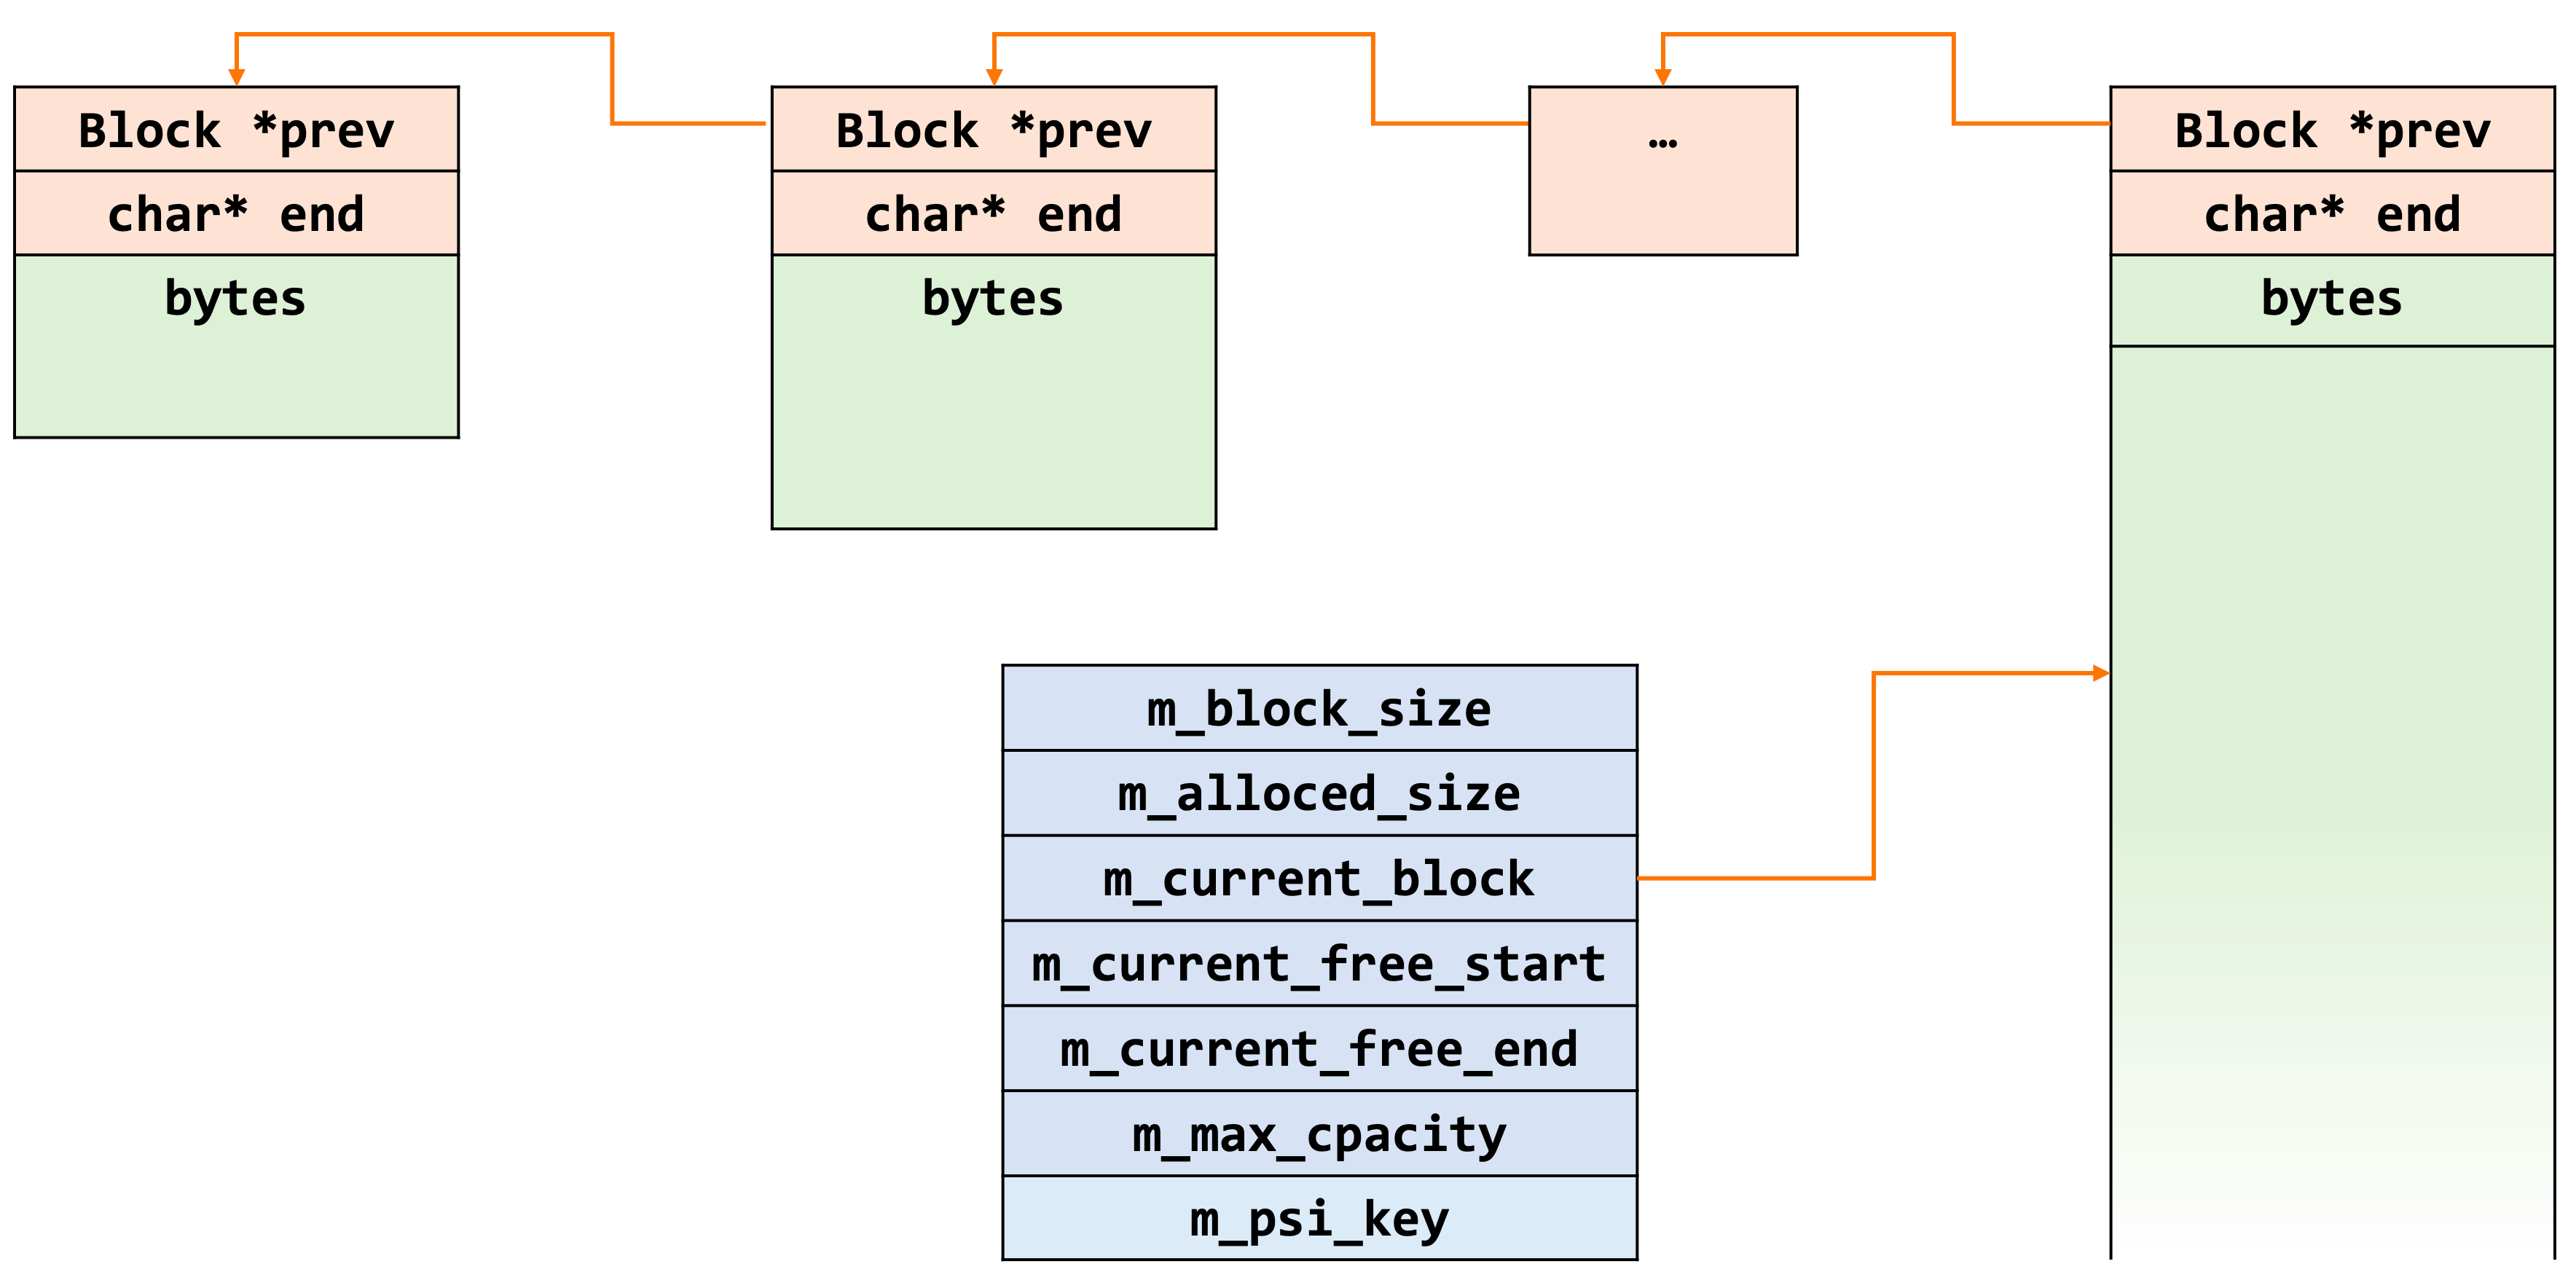 Block *prev
char* end
bytes
Block *prev
char* end
bytes
…
Block *prev
char* end
bytes
m_block_size
m_alloced_size
m_current_block
m_current_free_start
m_current_free_end
m_max_cpacity
m_psi_key